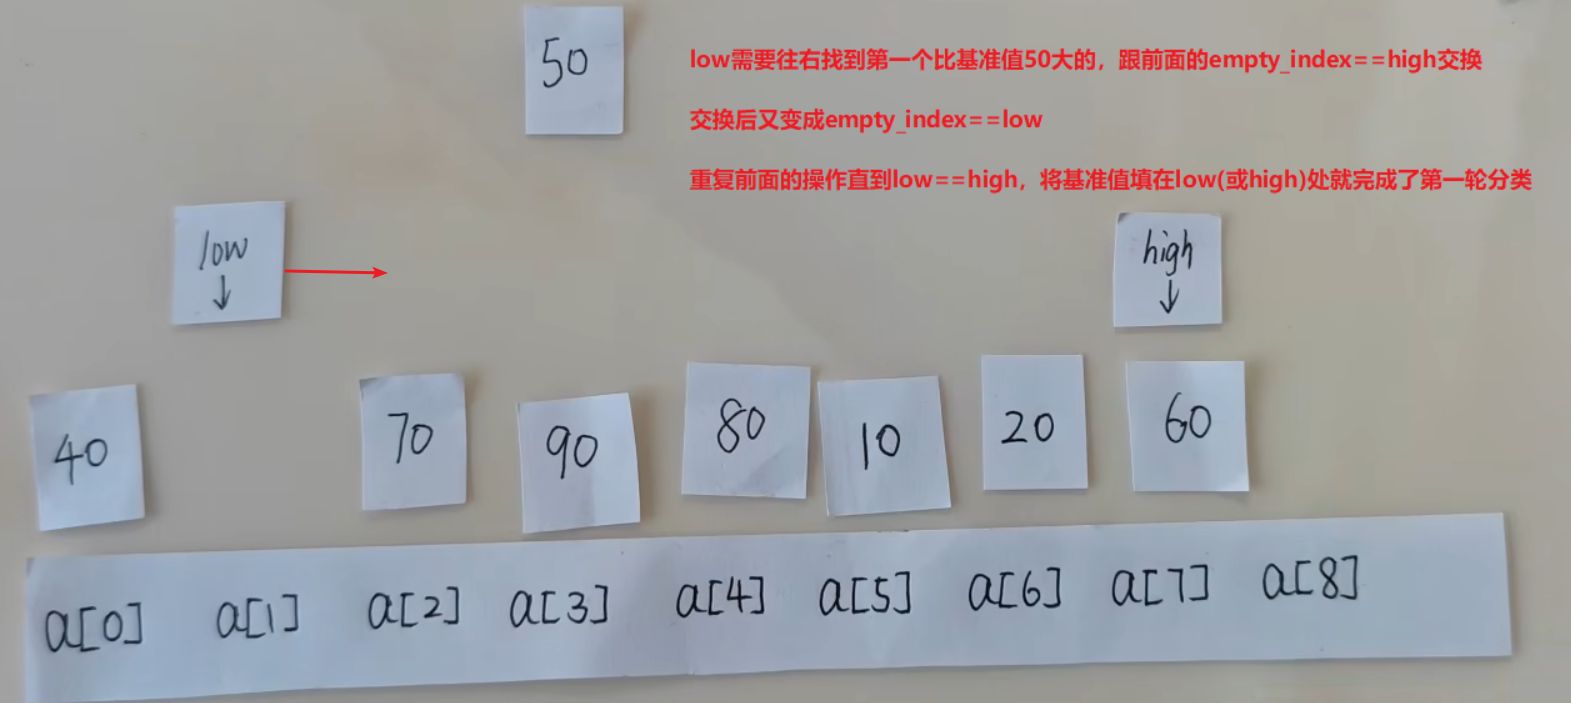 50
low需要往右找到第一个比基准值50大的，跟前面的empty_index==high交换
交换后又变成empty_index==low
重复前面的操作直到low==high，将基准值填在low(或high)处就完成了第一轮分类
low
↓
high
↓
40
70
90
80
10
20
60
a[0] a[1] a[2] a[3] a[4] a[5] a[6] a[7] a[8]